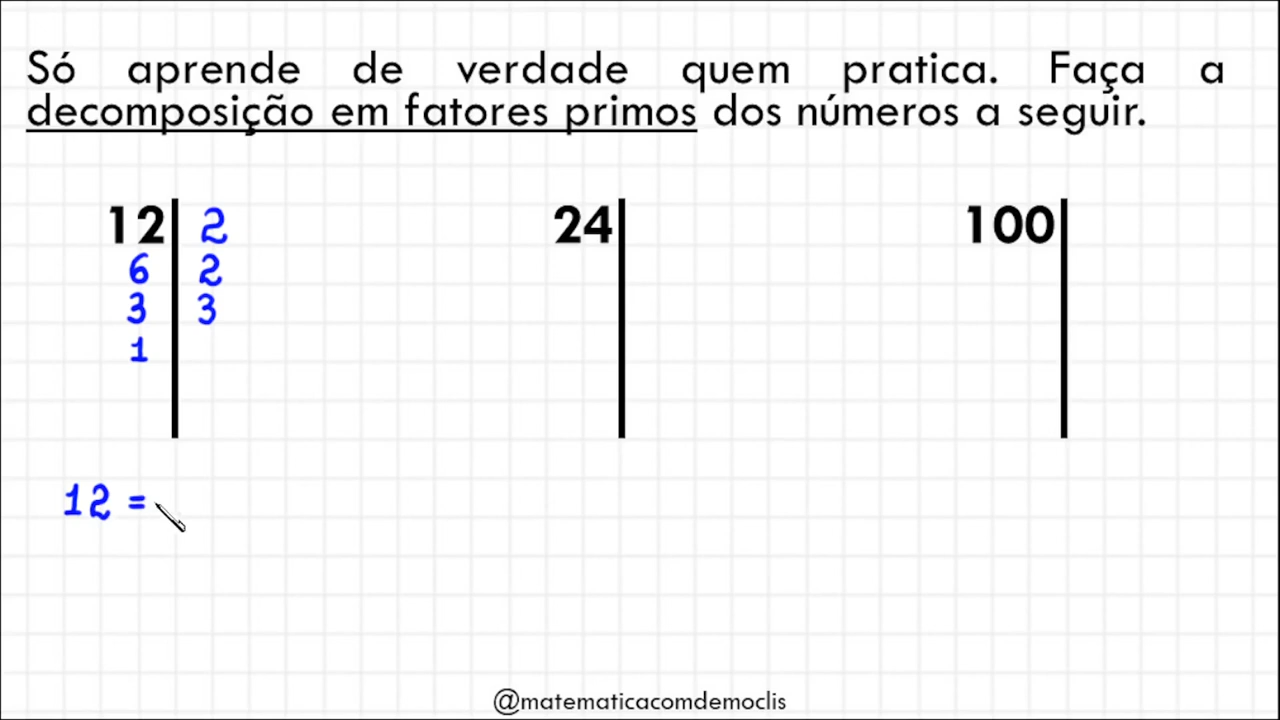 Só aprende de verdade quem pratica. Faça a
decomposição em fatores primos dos números a seguir.
12 2
6 2
3 3
1
24
100
12 =
@matematicacomdemoclis